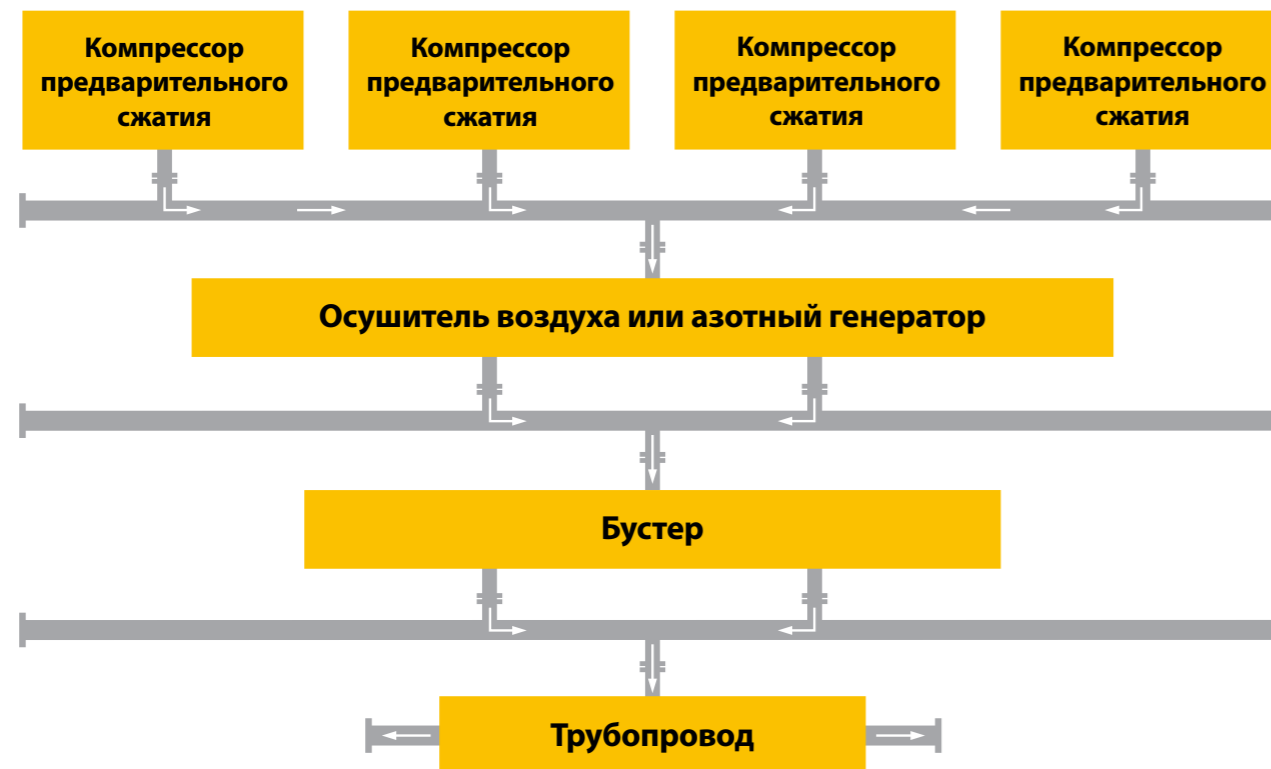 Компрессор
предварительного
сжатия
Компрессор
предварительного
сжатия
Компрессор
предварительного
сжатия
Компрессор
предварительного
сжатия
Осушитель воздуха или азотный генератор
Бустер
Трубопровод